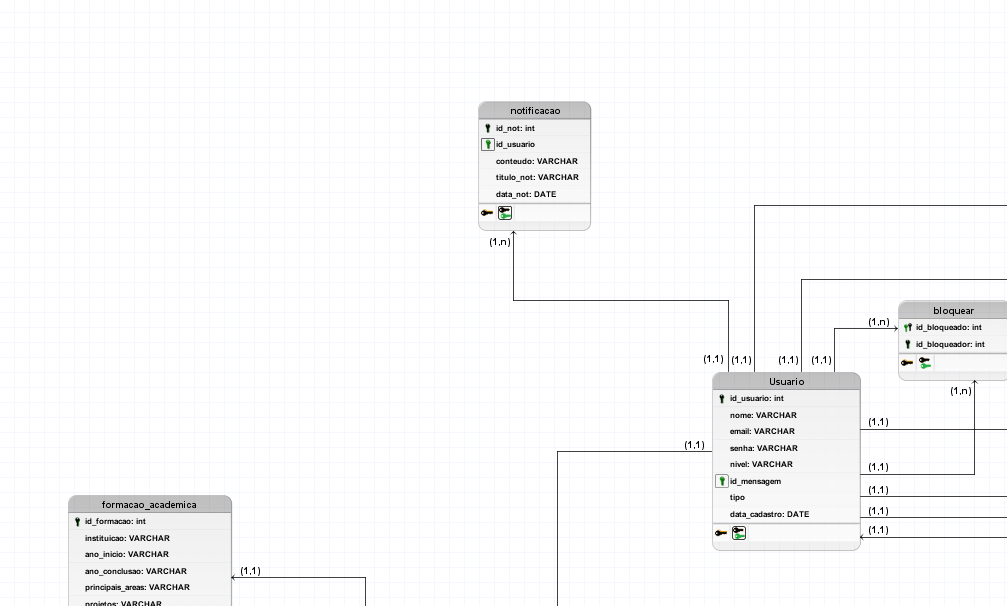 notificacao
id_not: int
id_usuario
conteudo: VARCHAR
titulo_not: VARCHAR
data_not: DATE
(1,n)
(1,1)
(1,1)
(1,1)
(1,1)
(1,n)
bloquear
id_bloqueado: int
id_bloqueador: int
(1,n)
Usuario
id_usuario: int
nome: VARCHAR
email: VARCHAR
senha: VARCHAR
nivel: VARCHAR
id_mensagem
tipo
data_cadastro: DATE
(1,1)
(1,1)
(1,1)
(1,1)
(1,1)
(1,1)
formacao_academica
id_formacao: int
instituicao: VARCHAR
ano_inicio: VARCHAR
ano_conclusao: VARCHAR
principais_areas: VARCHAR
projetos: VARCHAR
(1,1)